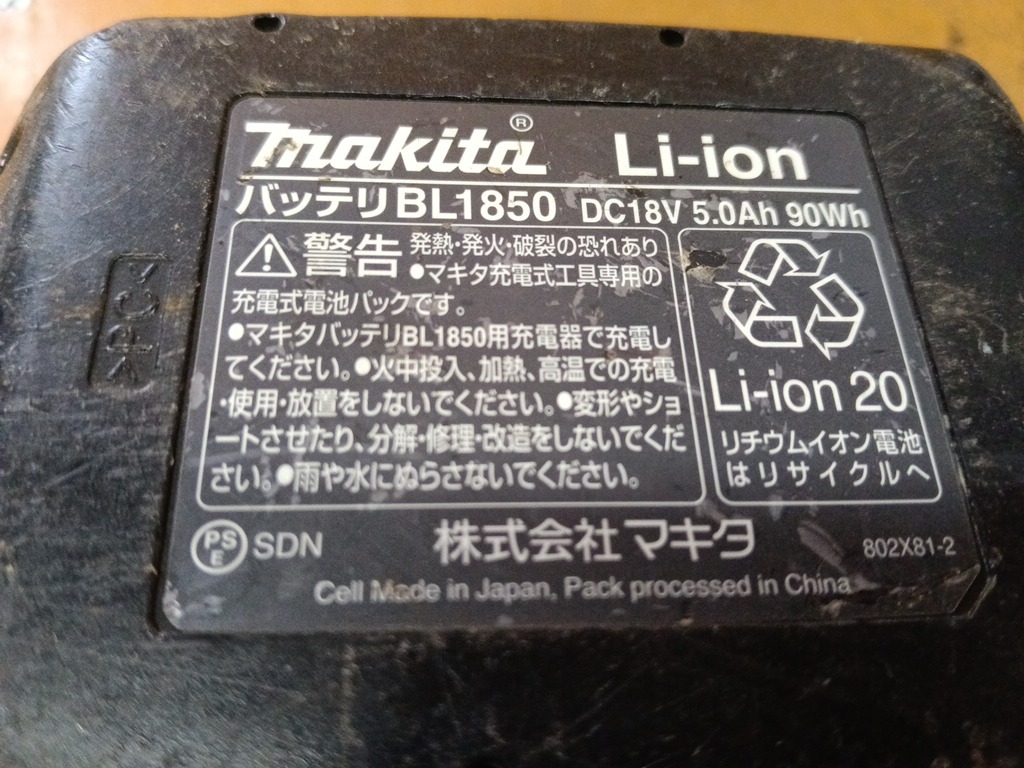 makita® Li-ion
バッテリ BL1850 DC18V 5.0Ah 90Wh
⚠警告 発熱・発火・破裂の恐れあり
●マキタ充電式工具専用の
充電式電池パックです。
●マキタバッテリBL1850用充電器で充電し
てください。●火中投入、加熱、高温での充電
・使用・放置をしないでください。●変形やショ
ートさせたり、分解・修理・改造をしないでくだ
さい。●雨や水にぬらさないでください。
Li-ion 20
リチウムイオン電池
はリサイクルへ
PSE SDN 株式会社マキタ 802X81-2
Cell Made in Japan, Pack processed in China
>PC<